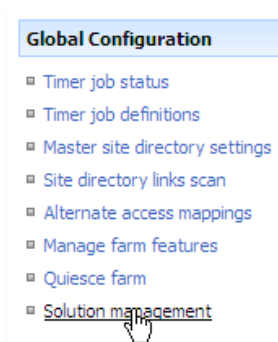 Global Configuration
Timer job status
Timer job definitions
Master site directory settings
Site directory links scan
Alternate access mappings
Manage farm features
Quiesce farm
Solution management